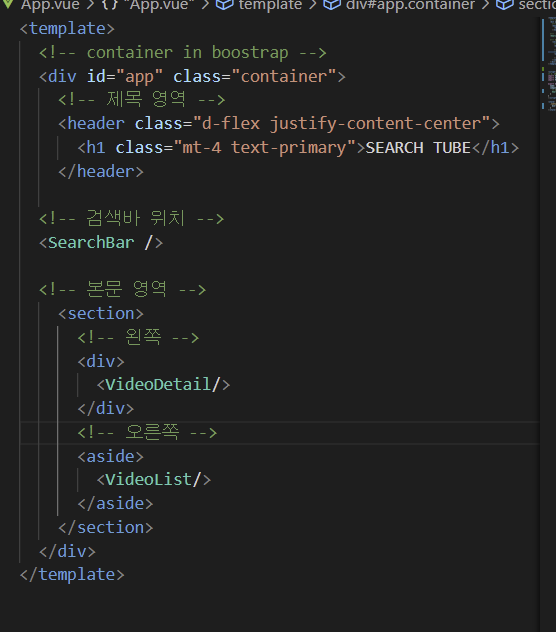 App.vue > {} "App.vue" > template > div#app.container > sectio
<template>
<!-- container in boostrap -->
<div id="app" class="container">
<!-- 제목 영역 -->
<header class="d-flex justify-content-center">
<h1 class="mt-4 text-primary">SEARCH TUBE</h1>
</header>
<!-- 검색바 위치 -->
<SearchBar />
<!-- 본문 영역 -->
<section>
<!-- 왼쪽 -->
<div>
<VideoDetail/>
</div>
<!-- 오른쪽 -->
<aside>
<VideoList/>
</aside>
</section>
</div>
</template>